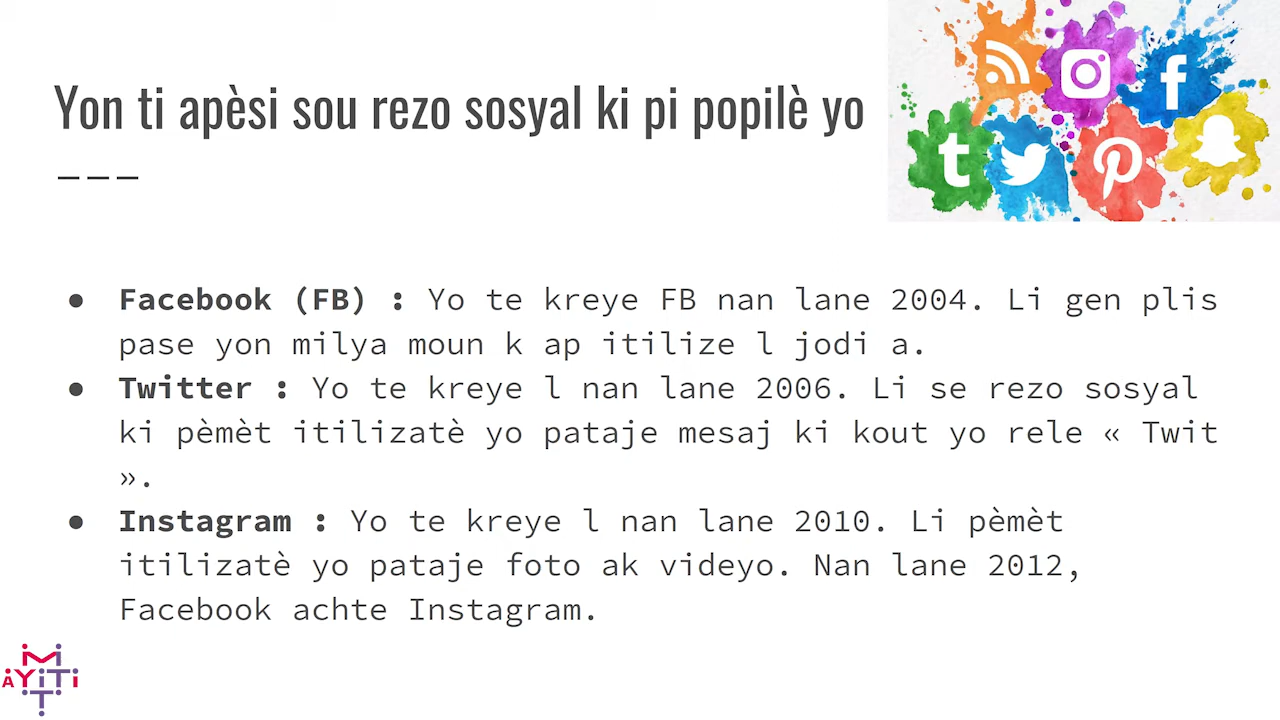 Yon ti apèsi sou rezo sosyal ki pi popilè yo
● Facebook (FB) : Yo te kreye FB nan lane 2004. Li gen plis
pase yon milya moun k ap itilize l jodi a.
● Twitter : Yo te kreye l nan lane 2006. Li se rezo sosyal
ki pèmèt itilizatè yo pataje mesaj ki kout yo rele « Twit
».
● Instagram : Yo te kreye l nan lane 2010. Li pèmèt
itilizatè yo pataje foto ak videyo. Nan lane 2012,
Facebook achte Instagram.
M
AYiTi
T